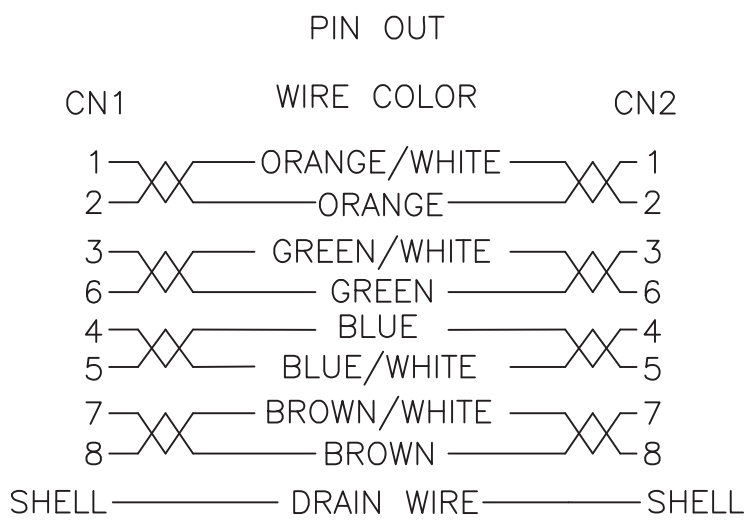 PIN OUT
CN1 WIRE COLOR CN2
1 ORANGE/WHITE 1
2 ORANGE 2
3 GREEN/WHITE 3
6 GREEN 6
4 BLUE 4
5 BLUE/WHITE 5
7 BROWN/WHITE 7
8 BROWN 8
SHELL DRAIN WIRE SHELL